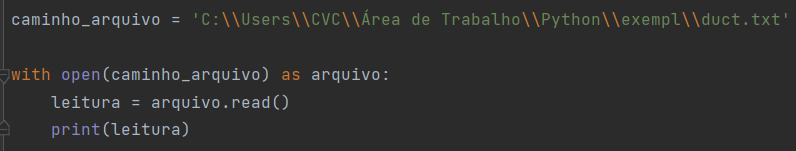 caminho_arquivo = 'C:\\Users\\CVC\\Área de Trabalho\\Python\\exempl\\duct.txt'
with open(caminho_arquivo) as arquivo:
    leitura = arquivo.read()
    print(leitura)